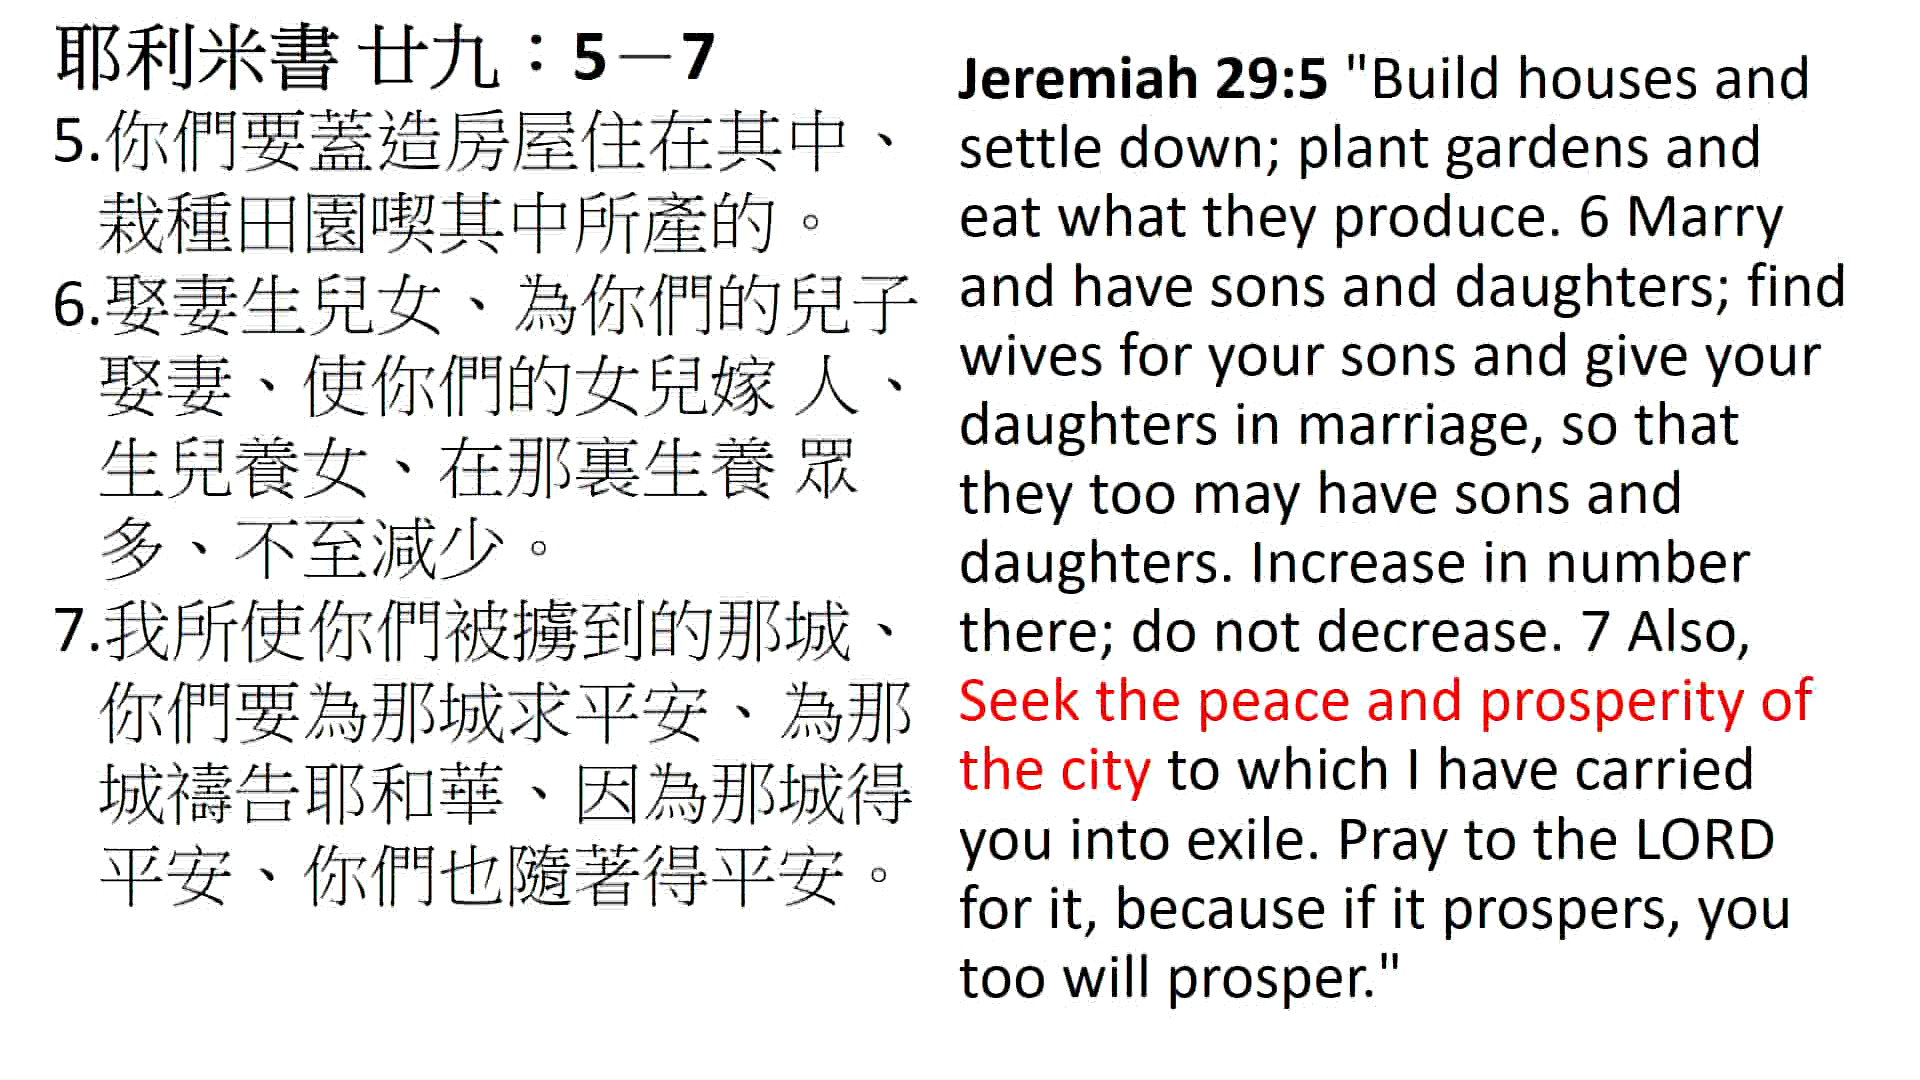 耶利米書 廿九：5－7
5.你們要蓋造房屋住在其中、
栽種田園喫其中所產的。
6.娶妻生兒女、為你們的兒子
娶妻、使你們的女兒嫁 人、
生兒養女、在那裏生養 眾
多、不至減少。
7.我所使你們被擄到的那城、
你們要為那城求平安、為那
城禱告耶和華、因為那城得
平安、你們也隨著得平安。
Jeremiah 29:5 "Build houses and
settle down; plant gardens and
eat what they produce. 6 Marry
and have sons and daughters; find
wives for your sons and give your
daughters in marriage, so that
they too may have sons and
daughters. Increase in number
there; do not decrease. 7 Also,
Seek the peace and prosperity of
the city to which I have carried
you into exile. Pray to the LORD
for it, because if it prospers, you
too will prosper."